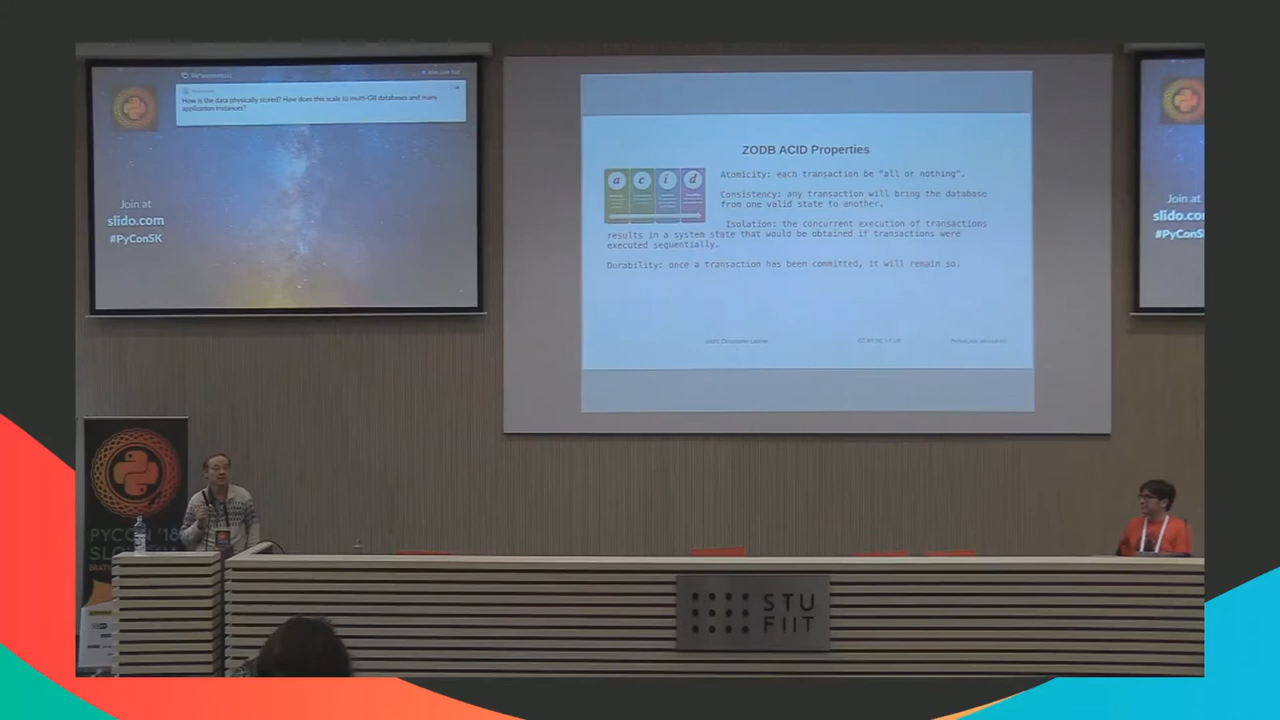 How is the data physically stored? How does this scale to multi-GB databases and many
application instances?
Join at
slido.com
#PyConSK
ZODB ACID Properties
a c i d
Atomicity: each transaction be "all or nothing".
Consistency: any transaction will bring the database
from one valid state to another.
Isolation: the concurrent execution of transactions
results in a system state that would be obtained if transactions were
executed sequentially.
Durability: once a transaction has been committed, it will remain so.
slido.co
#PyConSK
PYCON '18
STU
FIIT